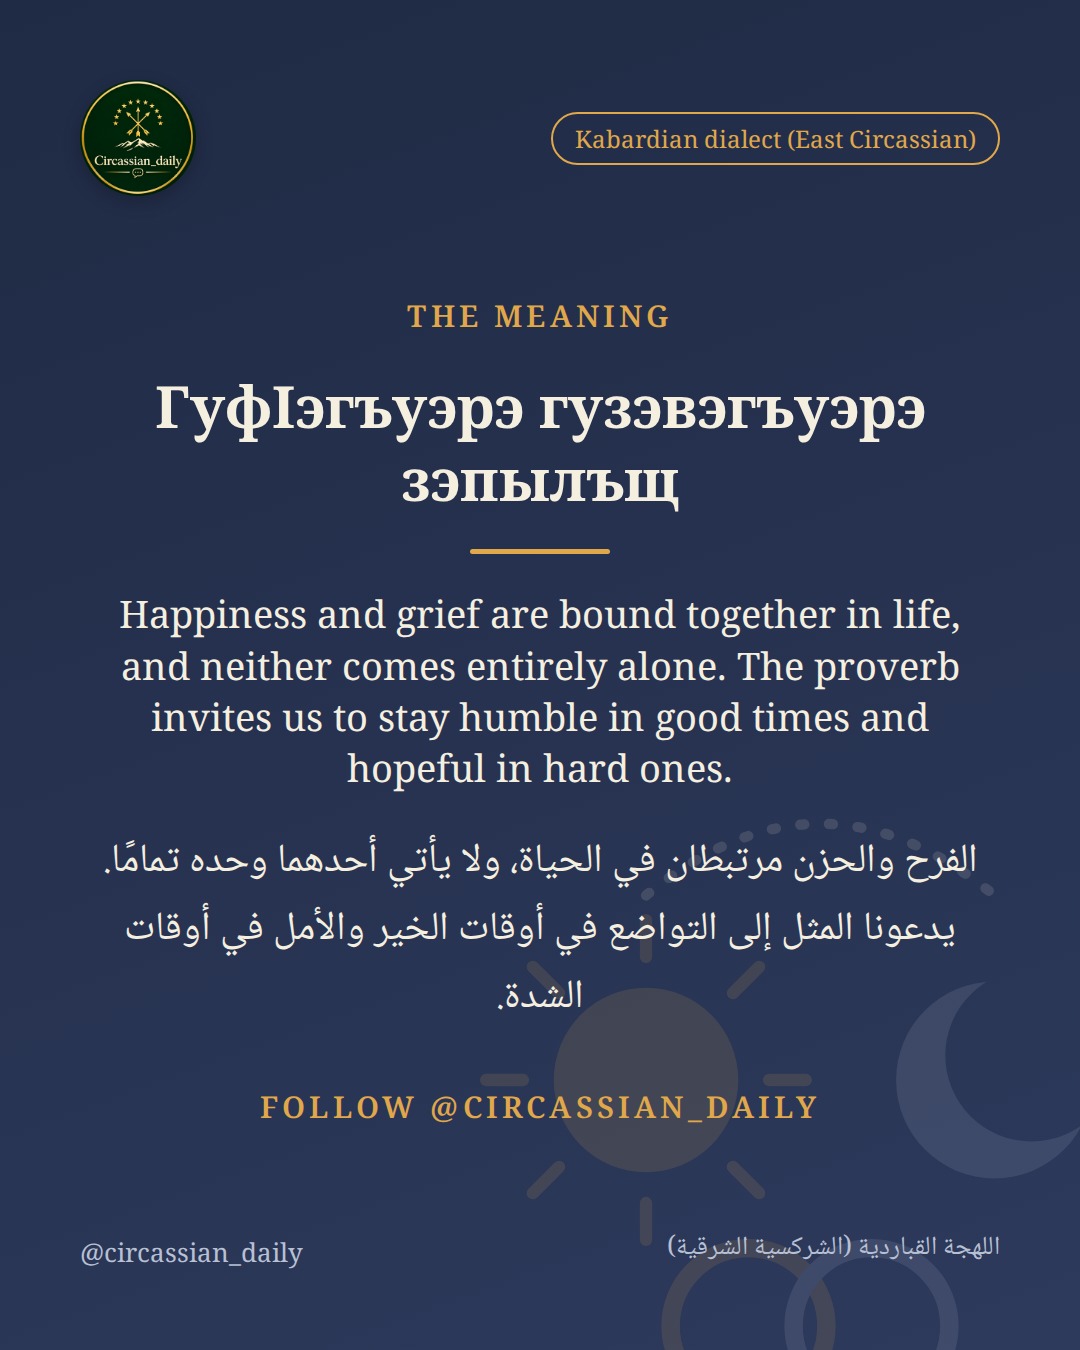 Circassian_daily
Kabardian dialect (East Circassian)
THE MEANING
ГуфIэгъуэрэ гузэвэгъуэрэ
зэпылъщ
Happiness and grief are bound together in life,
and neither comes entirely alone. The proverb
invites us to stay humble in good times and
hopeful in hard ones.
الفرح والحزن مرتبطان في الحياة، ولا يأتي أحدهما وحده تمامًا.
يدعونا المثل إلى التواضع في أوقات الخير والأمل في أوقات
الشدة.
FOLLOW @CIRCASSIAN_DAILY
@circassian_daily
اللهجة القباردية (الشركسية الشرقية)